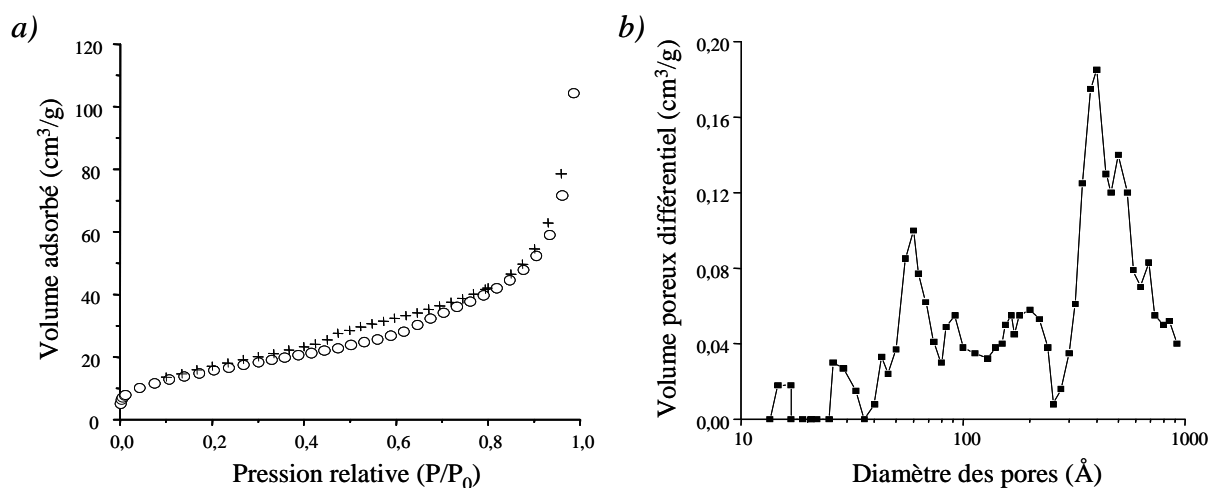 a)
Volume adsorbé (cm³/g)
120
100
80
60
40
20
0
0,0 0,2 0,4 0,6 0,8 1,0
Pression relative (P/P₀)
b)
Volume poreux différentiel (cm³/g)
0,20
0,16
0,12
0,08
0,04
0,00
10 100 1000
Diamètre des pores (Å)